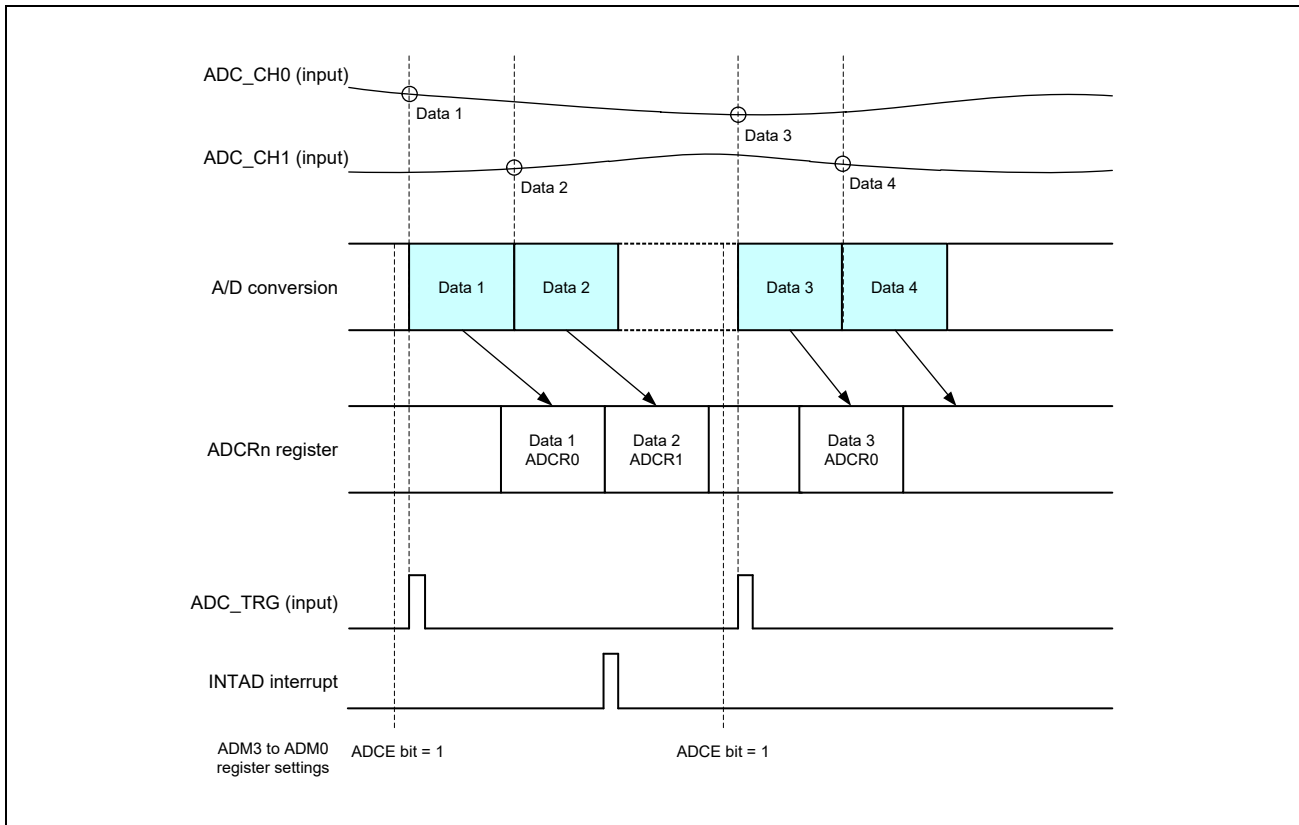 ADC_CH0 (input)
Data 1
Data 3
ADC_CH1 (input)
Data 2
Data 4
A/D conversion
Data 1
Data 2
Data 3
Data 4
ADCRn register
Data 1
ADCR0
Data 2
ADCR1
Data 3
ADCR0
ADC_TRG (input)
INTAD interrupt
ADM3 to ADM0
register settings
ADCE bit = 1
ADCE bit = 1